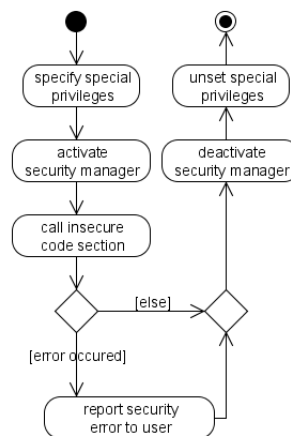 specify special
privileges
activate
security manager
call insecure
code section
[else]
[error occured]
report security
error to user
deactivate
security manager
unset special
privileges